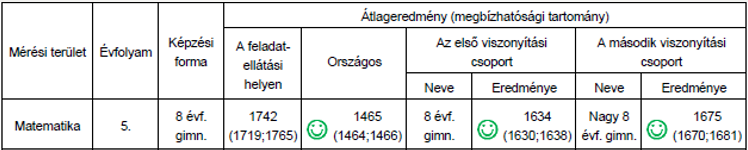 Mérési terület
Évfolyam
Képzési
forma
Átlageredmény (megbízhatósági tartomány)
A feladat-
ellátási
helyen
Országos
Az első viszonyítási
csoport
A második viszonyítási
csoport
Neve
Eredménye
Neve
Eredménye
Matematika
5.
8 évf.
gimn.
1742
(1719;1765)
1465
(1464;1466)
8 évf.
gimn.
1634
(1630;1638)
Nagy 8
évf. gimn.
1675
(1670;1681)